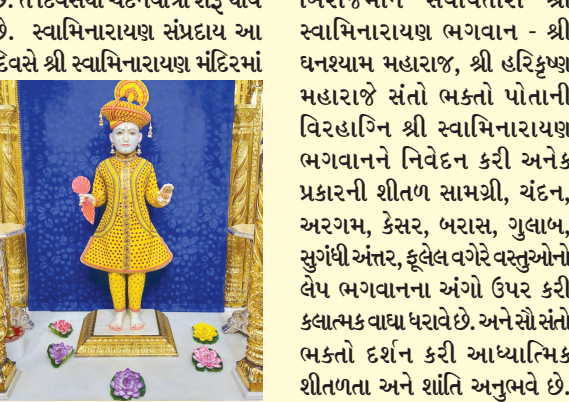 છે. સ્વામિનારાયણ સંપ્રદાય આ
દિવસે શ્રી સ્વામિનારાયણ મંદિરમાં
સ્વામિનારાયણ ભગવાન - શ્રી
ઘનશ્યામ મહારાજ, શ્રી હરિકૃષ્ણ
મહારાજે સંતો ભક્તો પોતાની
વિરહાગ્નિ શ્રી સ્વામિનારાયણ
ભગવાનને નિવેદન કરી અનેક
પ્રકારની શીતળ સામગ્રી, ચંદન,
અરગમ, કેસર, બરાસ, ગુલાબ,
સુગંધી અંત્તર, ફૂલેલ વગેરે વસ્તુઓનો
લેપ ભગવાનના અંગો ઉપર કરી
કલાત્મક વાઘા ધરાવે છે. અને સૌ સંતો
ભક્તો દર્શન કરી આધ્યાત્મિક
શીતળતા અને શાંતિ અનુભવે છે.